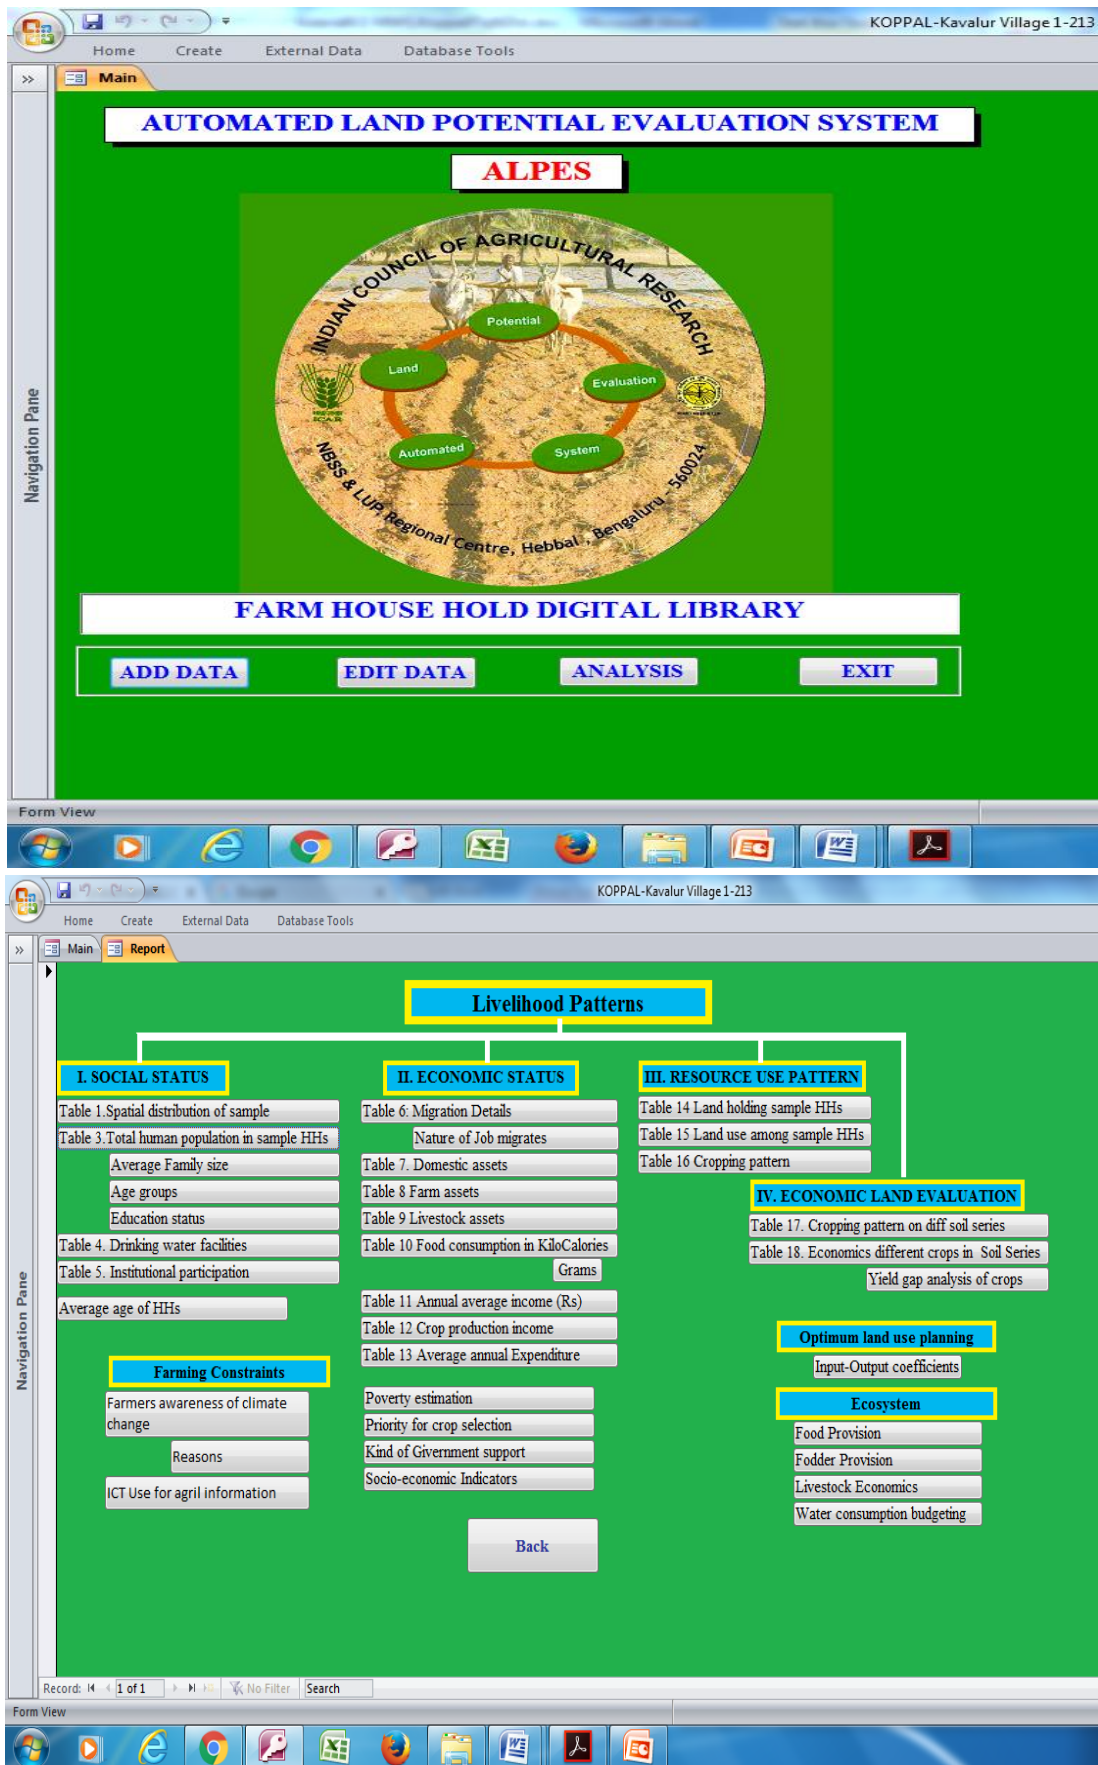 KOPPAL-Kavalur Village 1-213
Home Create External Data Database Tools
Main
AUTOMATED LAND POTENTIAL EVALUATION SYSTEM
ALPES
INDIAN COUNCIL OF AGRICULTURAL RESEARCH
Potential
Land
Evaluation
Automated
System
ICAR
NBSS & LUP, Regional Centre, Hebbal , Bengaluru - 560024
Navigation Pane
FARM HOUSE HOLD DIGITAL LIBRARY
ADD DATA EDIT DATA ANALYSIS EXIT
Form View
KOPPAL-Kavalur Village 1-213
Home Create External Data Database Tools
Main Report
Navigation Pane
Livelihood Patterns
I. SOCIAL STATUS
Table 1.Spatial distribution of sample
Table 3.Total human population in sample HHs
Average Family size
Age groups
Education status
Table 4. Drinking water facilities
Table 5. Institutional participation
Average age of HHs
Farming Constraints
Farmers awareness of climate
change
Reasons
ICT Use for agril information
II. ECONOMIC STATUS
Table 6: Migration Details
Nature of Job migrates
Table 7. Domestic assets
Table 8 Farm assets
Table 9 Livestock assets
Table 10 Food consumption in KiloCalories
Grams
Table 11 Annual average income (Rs)
Table 12 Crop production income
Table 13 Average annual Expenditure
Poverty estimation
Priority for crop selection
Kind of Givernment support
Socio-economic Indicators
Back
III. RESOURCE USE PATTERN
Table 14 Land holding sample HHs
Table 15 Land use among sample HHs
Table 16 Cropping pattern
IV. ECONOMIC LAND EVALUATION
Table 17. Cropping pattern on diff soil series
Table 18. Economics different crops in Soil Series
Yield gap analysis of crops
Optimum land use planning
Input-Output coefficients
Ecosystem
Food Provision
Fodder Provision
Livestock Economics
Water consumption budgeting
Record: 1 of 1 No Filter Search
Form View